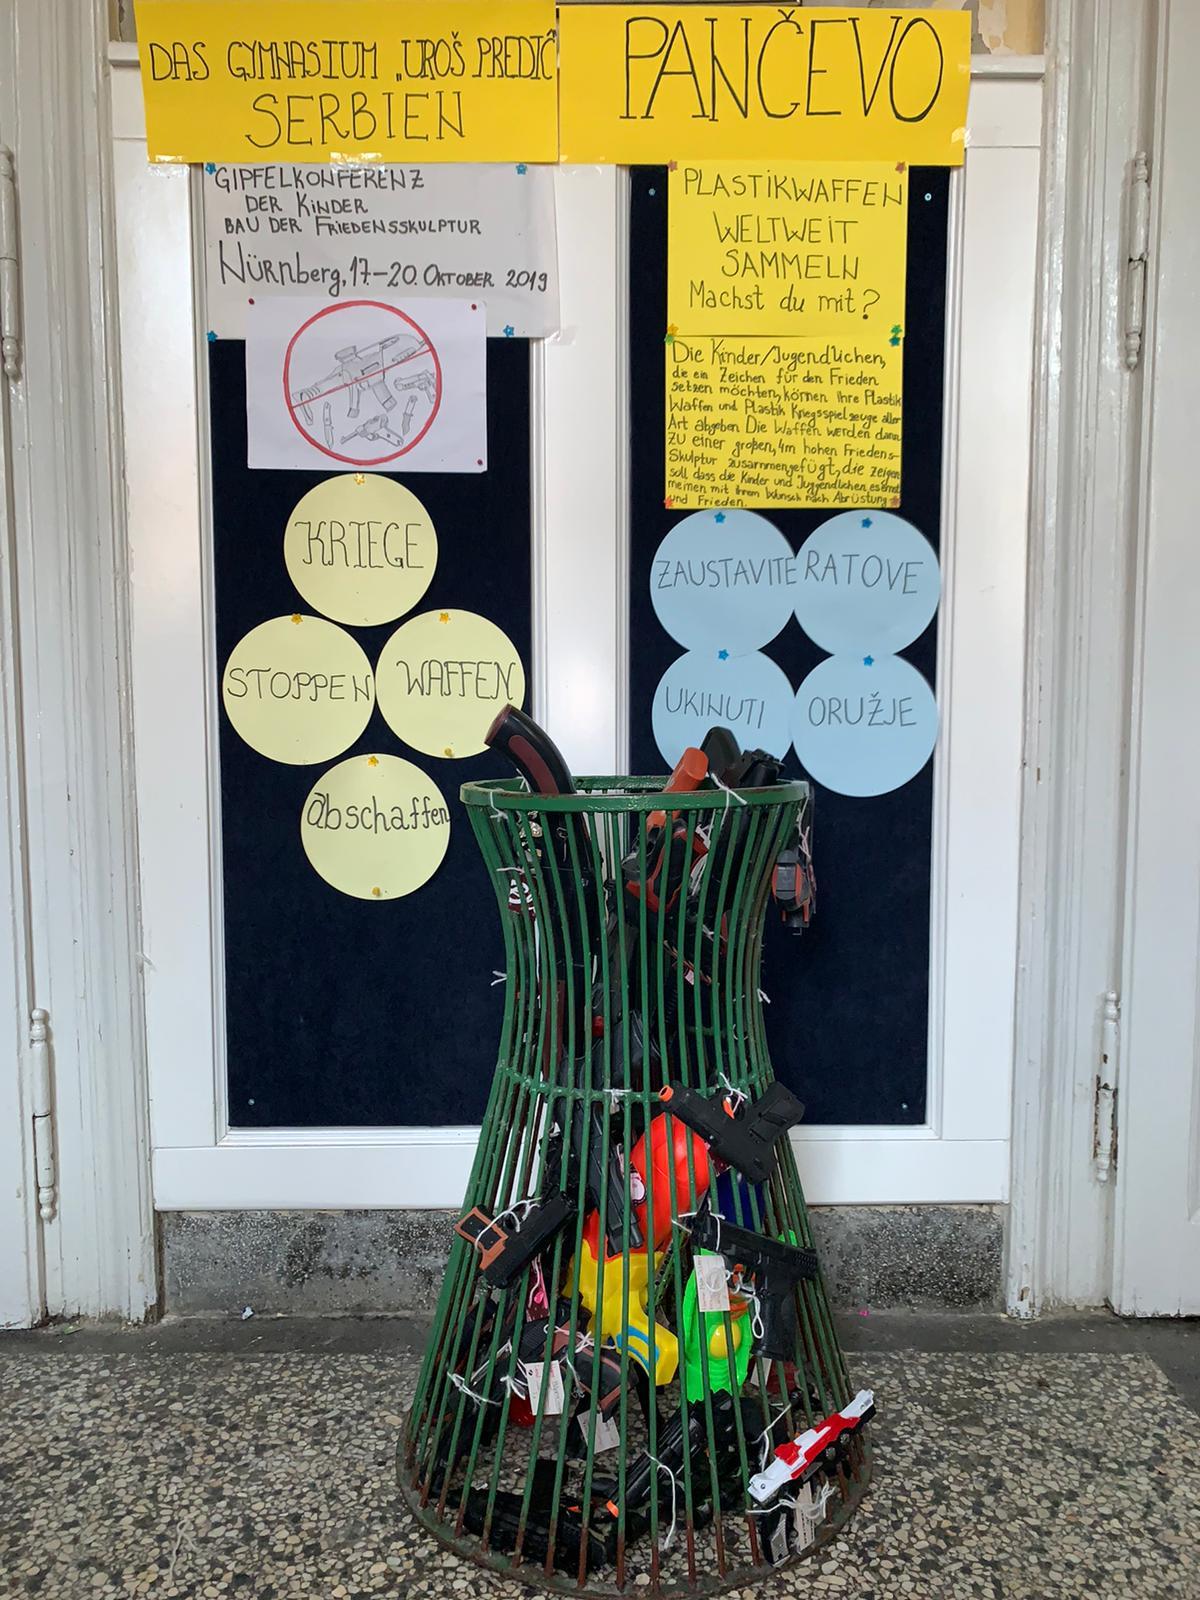 DAS GYMNASIUM „UROŠ PREDIĆ
SERBIEN
PANČEVO
GIPFELKONFERENZ
DER KINDER
BAU DER FRIEDENSSKULPTUR
Nürnberg, 17.-20. OKTOBER 2019
PLASTIKWAFFEN
WELTWEIT
SAMMELN
Machst du mit?
Die Kinder/Jugendlichen,
die ein Zeichen für den Frieden
setzen möchten, können ihre Plastik
Waffen und Plastik Kriegsspielzeuge aller
Art abgeben Die Waffen werden dann
zu einer großen, 4m hohen Friedens-
Skulptur zusammengefügt, die zeigen
soll dass die Kinder und Jugendlichen es ernst
meinen mit ihrem Wunsch nach Abrüstung
und Frieden.
KRIEGE
STOPPEN
WAFFEN
abschaffen
ZAUSTAVITE RATOVE
UKINUTI ORUŽJE